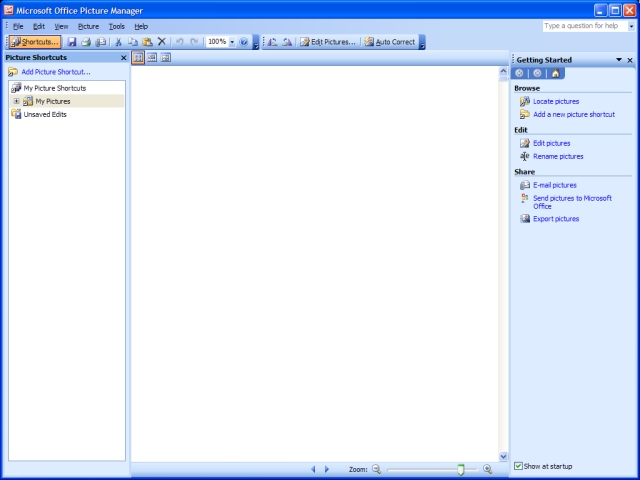 Microsoft Office Picture Manager
File Edit View Picture Tools Help
Type a question for help
Shortcuts... 100% Edit Pictures... Auto Correct
Picture Shortcuts
Add Picture Shortcut...
My Picture Shortcuts
My Pictures
Unsaved Edits
Getting Started
Browse
Locate pictures
Add a new picture shortcut
Edit
Edit pictures
Rename pictures
Share
E-mail pictures
Send pictures to Microsoft
Office
Export pictures
Zoom:
Show at startup